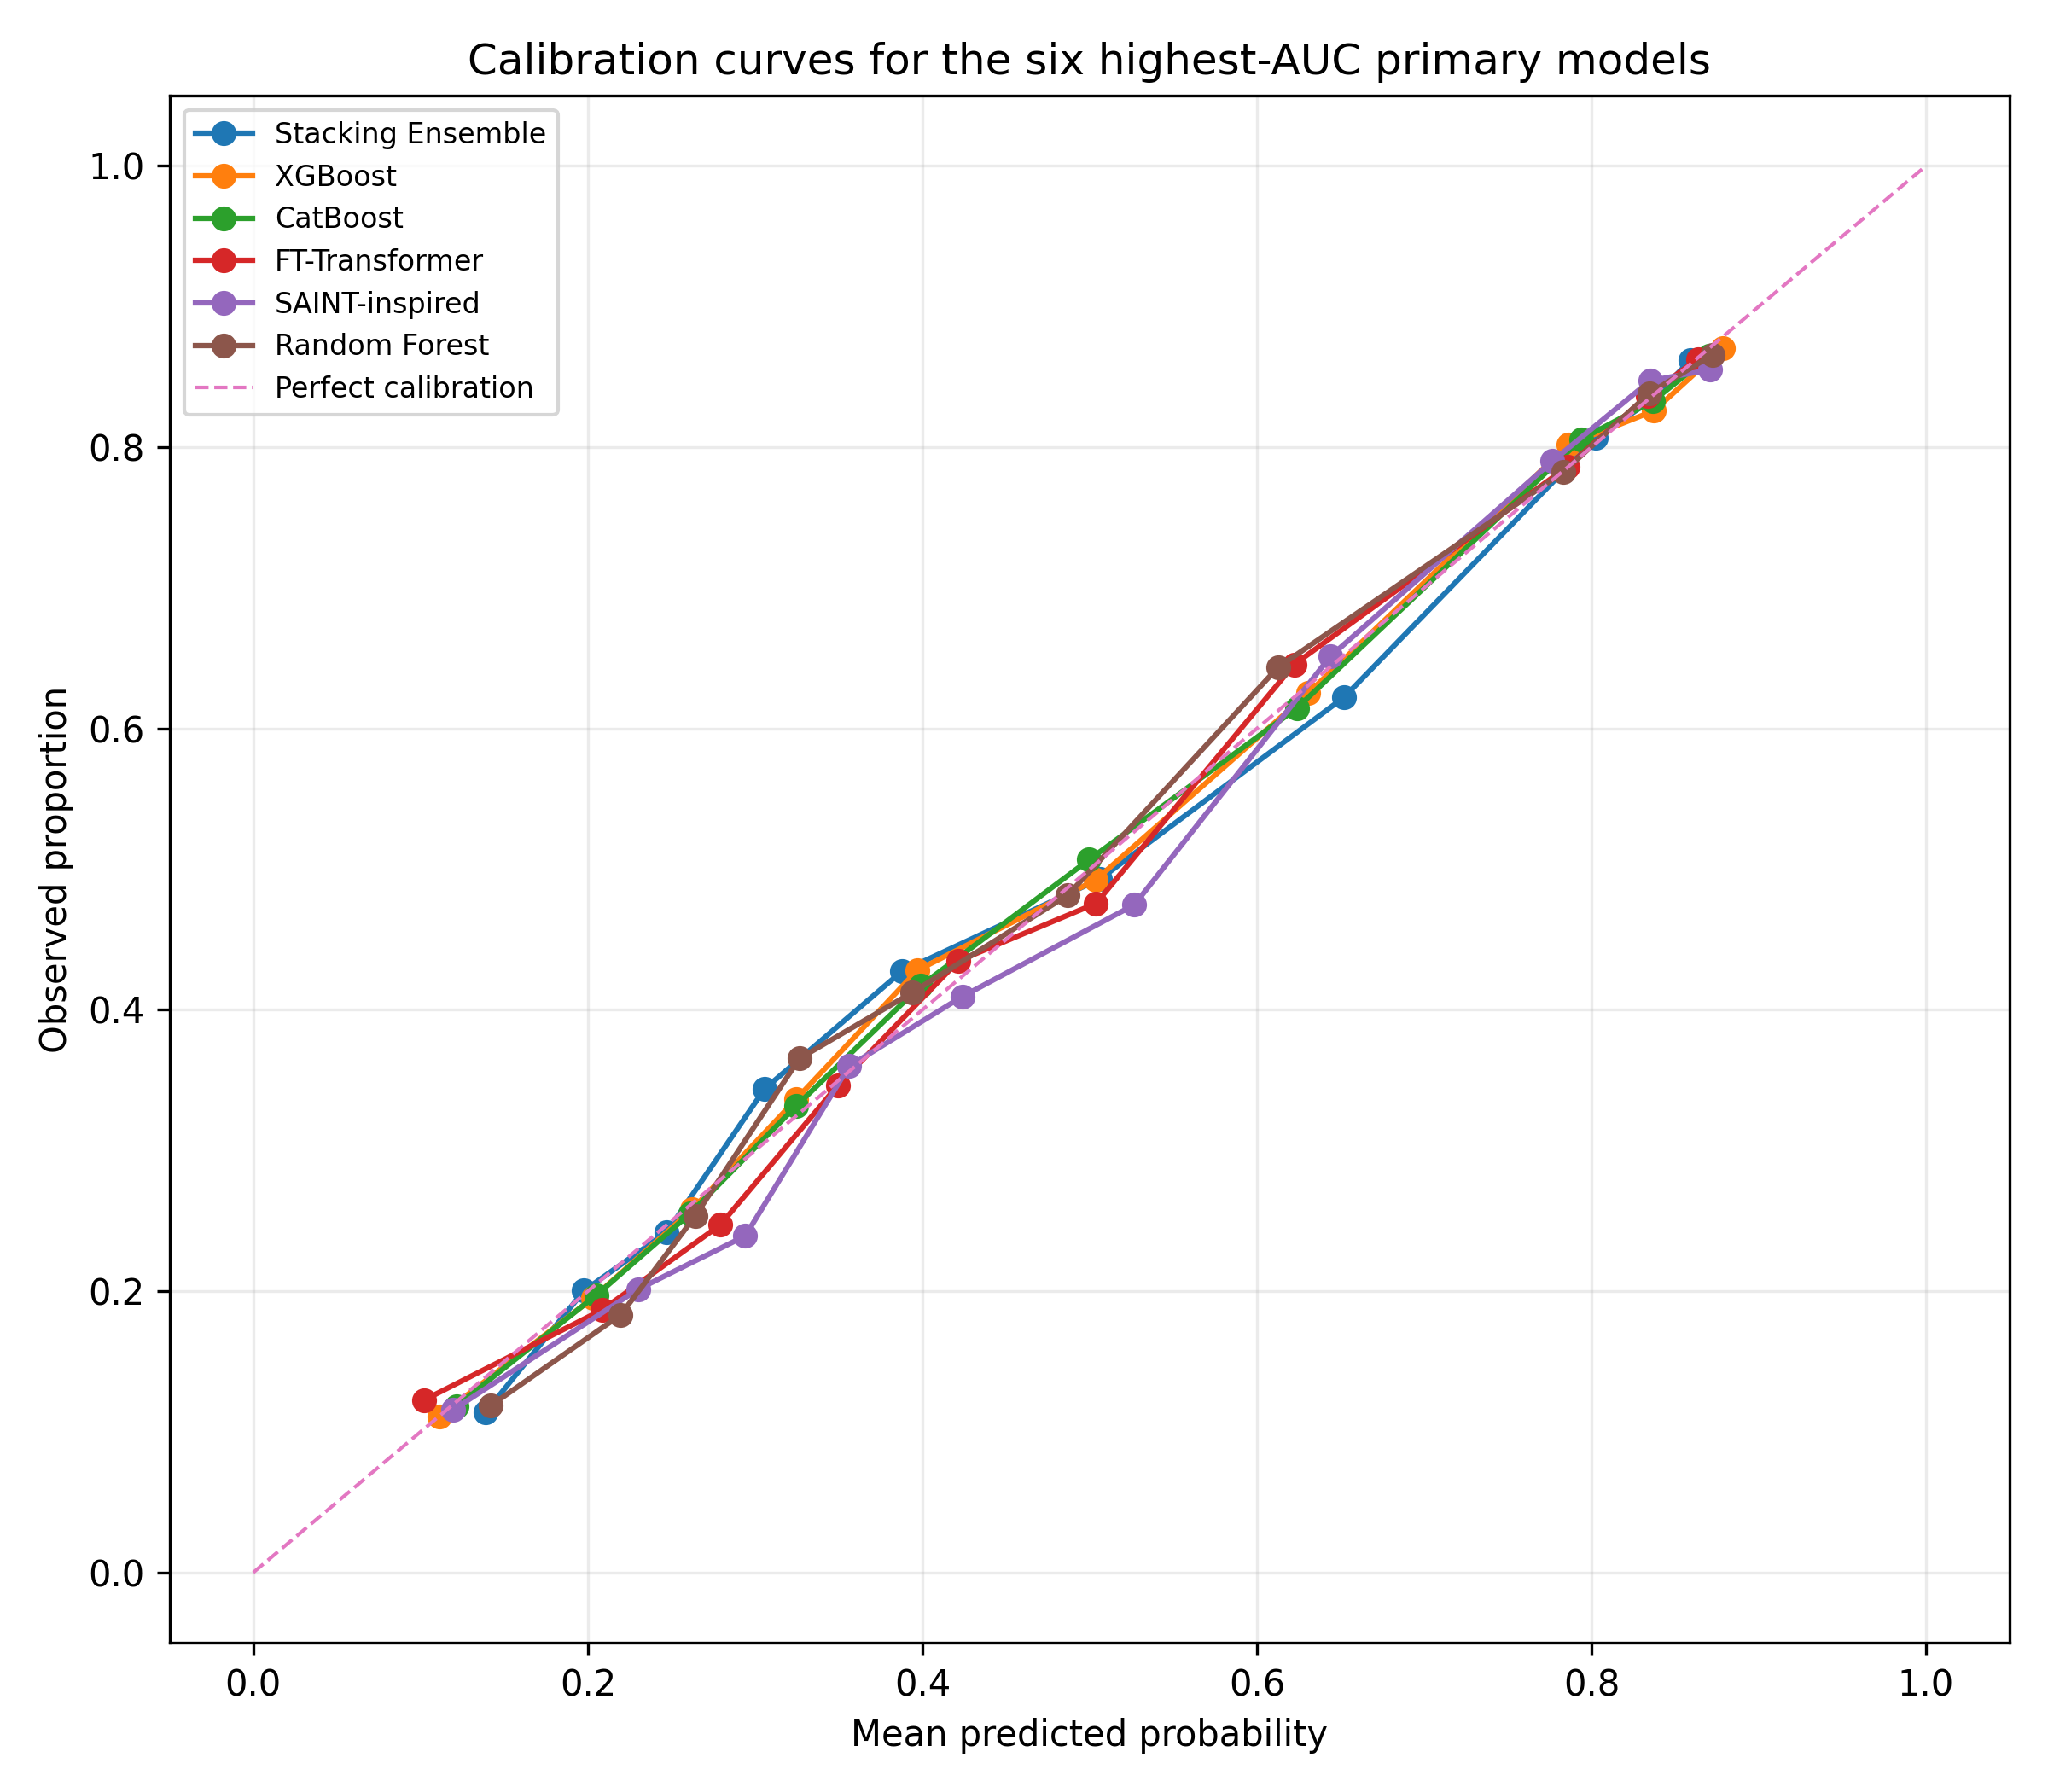 Calibration curves for the six highest-AUC primary models
Stacking Ensemble
XGBoost
CatBoost
FT-Transformer
SAINT-inspired
Random Forest
Perfect calibration
Observed proportion
1.0
0.8
0.6
0.4
0.2
0.0
0.0 0.2 0.4 0.6 0.8 1.0
Mean predicted probability